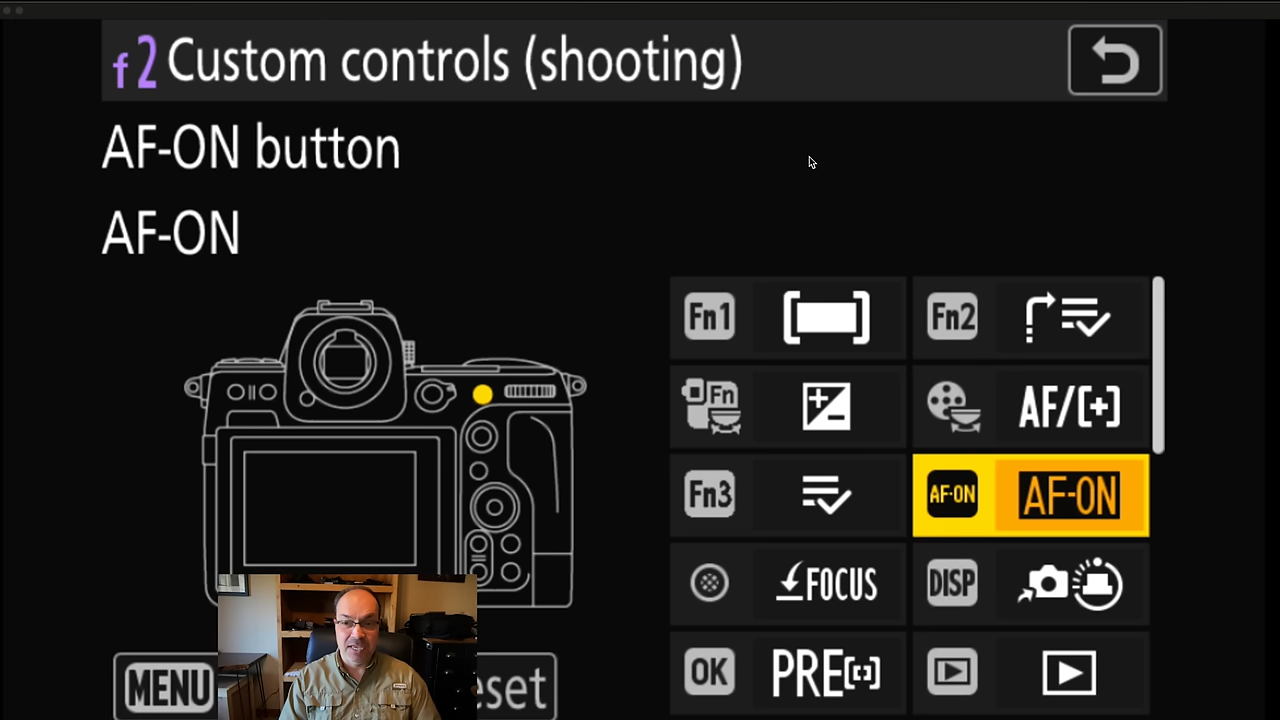 f2 Custom controls (shooting)
AF-ON button
AF-ON
Fn1
Fn2
Fn
AF/[+]
Fn3
AF-ON AF-ON
FOCUS
DISP
OK PRE[ ]
MENU
eset